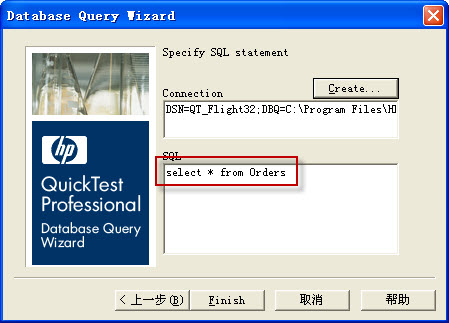 Database Query Wizard
Specify SQL statement
Create...
Connection
DSN=QT_Flight32;DBQ=C:\Program Files\
SQL
select * from Orders
hp
QuickTest
Professional
Database Query
Wizard
< 上一步(B)
Finish
取消
帮助